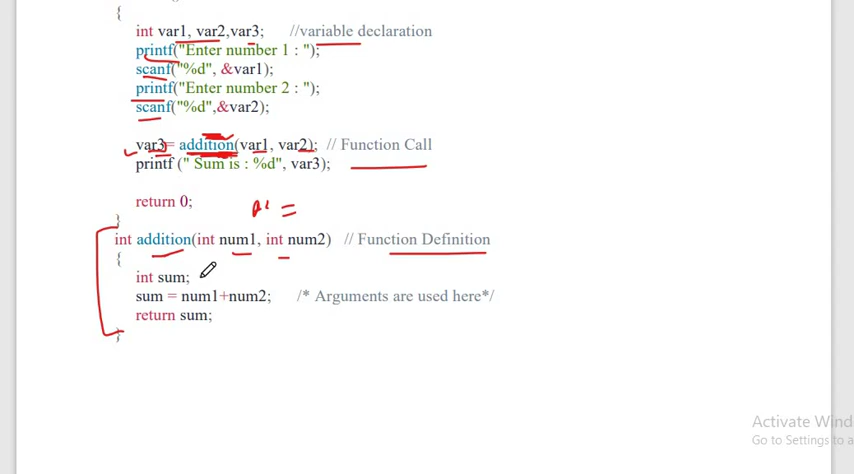 {
int var1, var2,var3; //variable declaration
printf("Enter number 1 : ");
scanf("%d", &var1);
printf("Enter number 2 : ");
scanf("%d",&var2);
var3= addition(var1, var2); // Function Call
printf (" Sum is : %d", var3);
return 0;
}
int addition(int num1, int num2) // Function Definition
{
int sum;
sum = num1+num2; /* Arguments are used here*/
return sum;
}
Activate Wind
Go to Settings to a